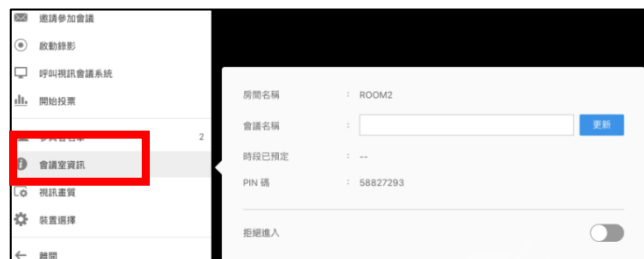 邀請參加會議
啟動錄影
呼叫視訊會議系統
開始投票
2
會議室資訊
視訊畫質
裝置選擇
離開
房間名稱 : ROOM2
會議名稱 : 更新
時段已預定 : --
PIN 碼 : 58827293
拒絕進入